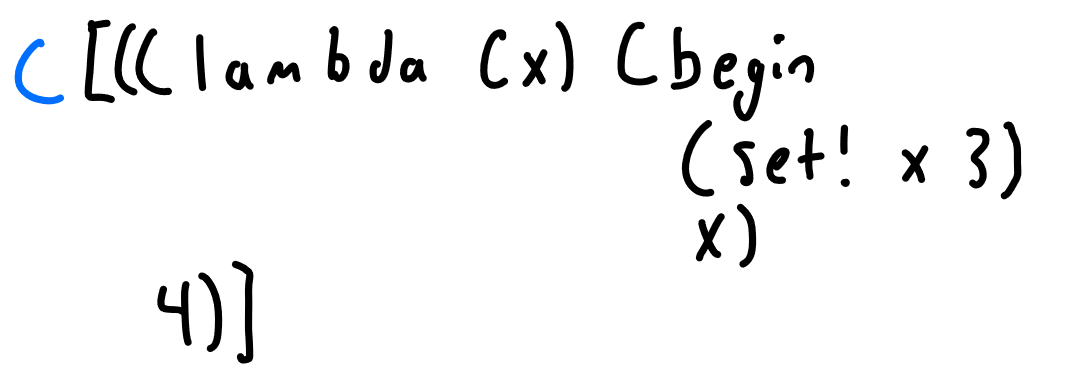 C [((lambda (x) (begin
(set! x 3)
x)
4)]